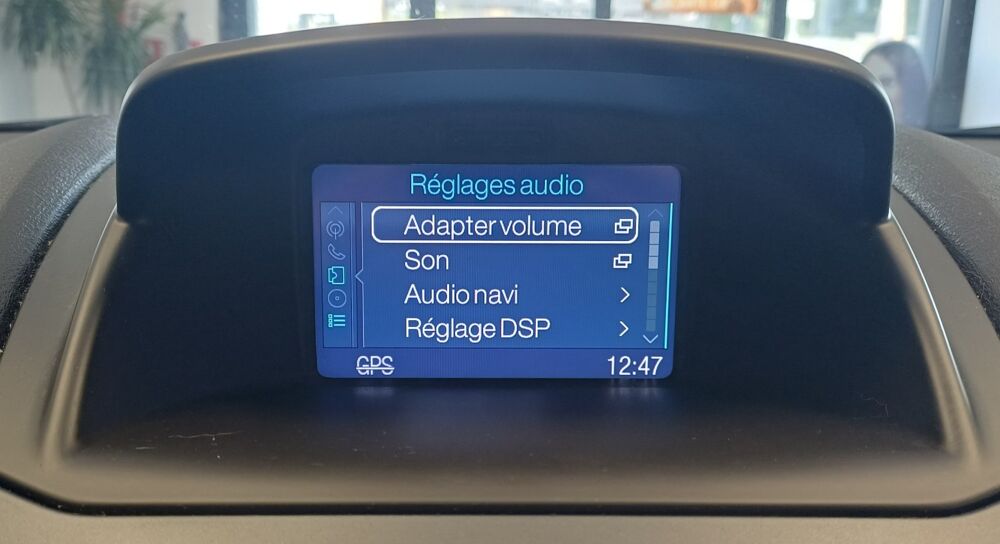 Réglages audio
Adapter volume
Son
Audio navi
Réglage DSP
GPS 12:47